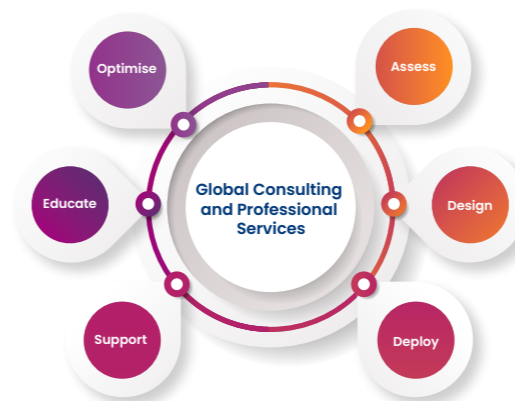 Optimise
Assess
Educate
Global Consulting
and Professional
Services
Design
Support
Deploy